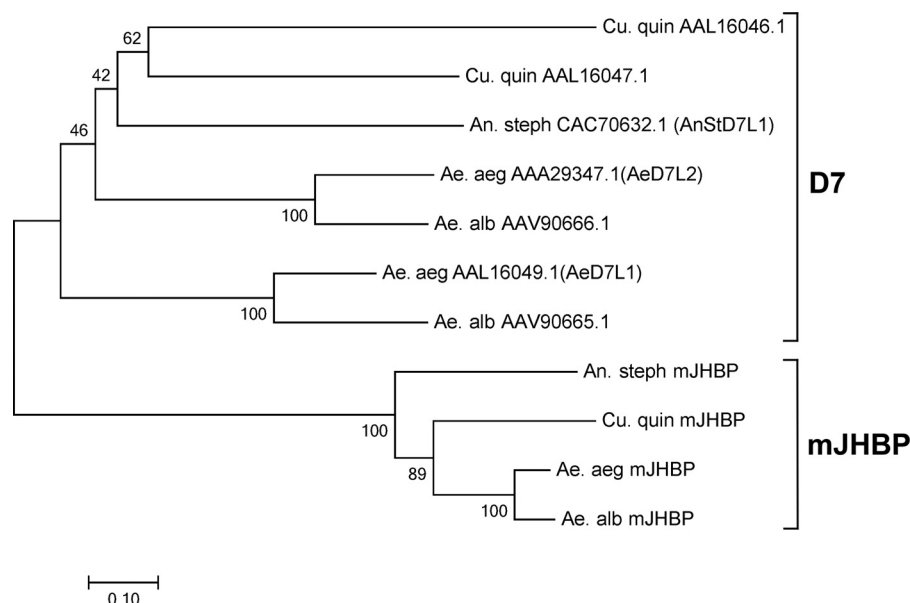 Cu. quin AAL16046.1
62
Cu. quin AAL16047.1
42
An. steph CAC70632.1 (AnStD7L1)
46
Ae. aeg AAA29347.1(AeD7L2)
D7
100
Ae. alb AAV90666.1
Ae. aeg AAL16049.1(AeD7L1)
100
Ae. alb AAV90665.1
An. steph mJHBP
100
Cu. quin mJHBP
mJHBP
89
Ae. aeg mJHBP
100
Ae. alb mJHBP
0.10